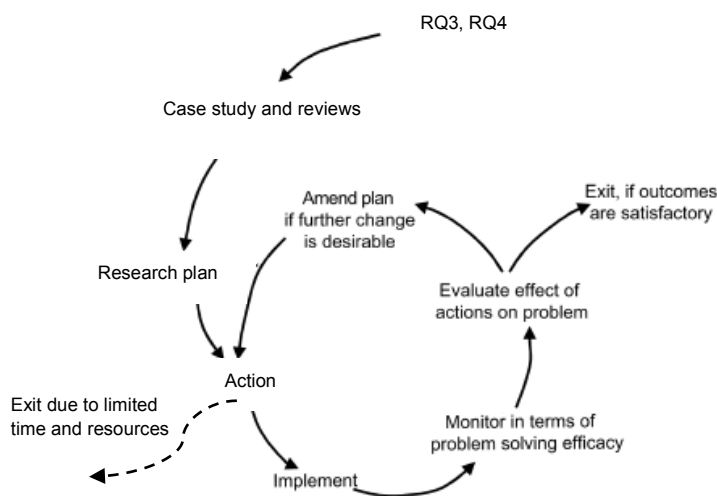 RQ3, RQ4
Case study and reviews
Amend plan
if further change
is desirable
Exit, if outcomes
are satisfactory
Research plan
Evaluate effect of
actions on problem
Action
Exit due to limited
time and resources
Monitor in terms of
problem solving efficacy
Implement